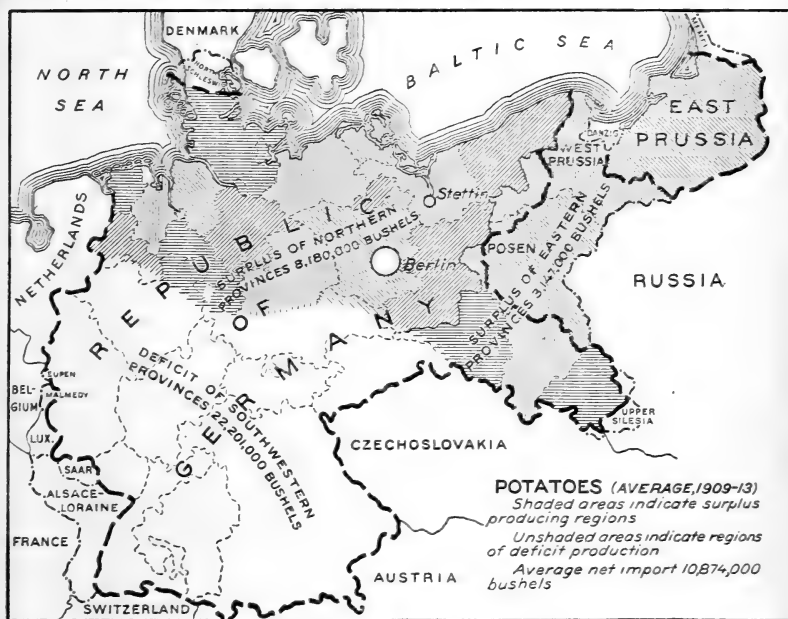 DENMARK
NORTH SCHLESWIG
NORTH SEA
BALTIC SEA
EAST PRUSSIA
DANZIG
WEST PRUSSIA
Stettin
NETHERLANDS
REPUBLIC OF GERMANY
SURPLUS OF NORTHERN
PROVINCES 8,180,000 BUSHELS
Berlin
POSEN
SURPLUS OF EASTERN
PROVINCES 3,147,000 BUSHELS
RUSSIA
DEFICIT OF SOUTHWESTERN
PROVINCES 22,201,000 BUSHELS
EUPEN
MALMEDY
BEL-
GIUM
LUX.
SAAR
ALSACE-
LORAINE
FRANCE
SWITZERLAND
CZECHOSLOVAKIA
UPPER
SILESIA
AUSTRIA
POTATOES (AVERAGE, 1909-13)
Shaded areas indicate surplus
producing regions
Unshaded areas indicate regions
of deficit production
Average net import 10,874,000
bushels